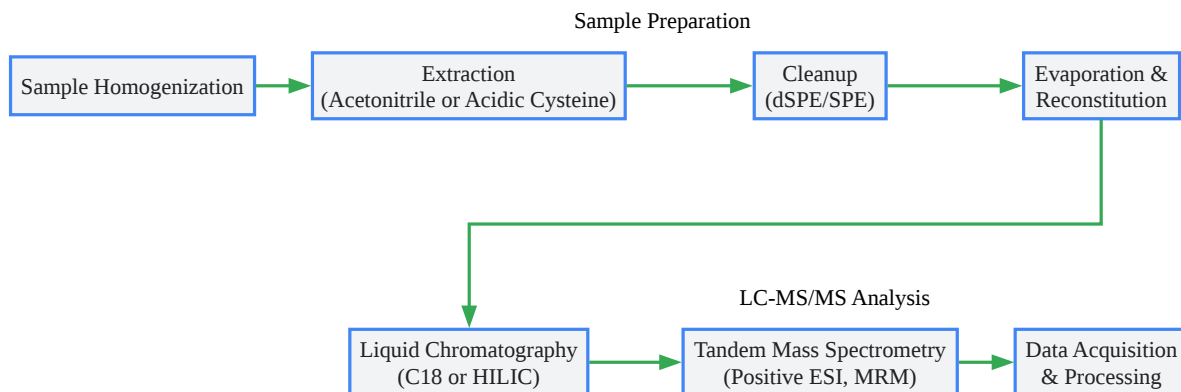 Sample Preparation
Sample Homogenization
Extraction
(Acetonitrile or Acidic Cysteine)
Cleanup
(dSPE/SPE)
Evaporation &
Reconstitution
LC-MS/MS Analysis
Liquid Chromatography
(C18 or HILIC)
Tandem Mass Spectrometry
(Positive ESI, MRM)
Data Acquisition
& Processing